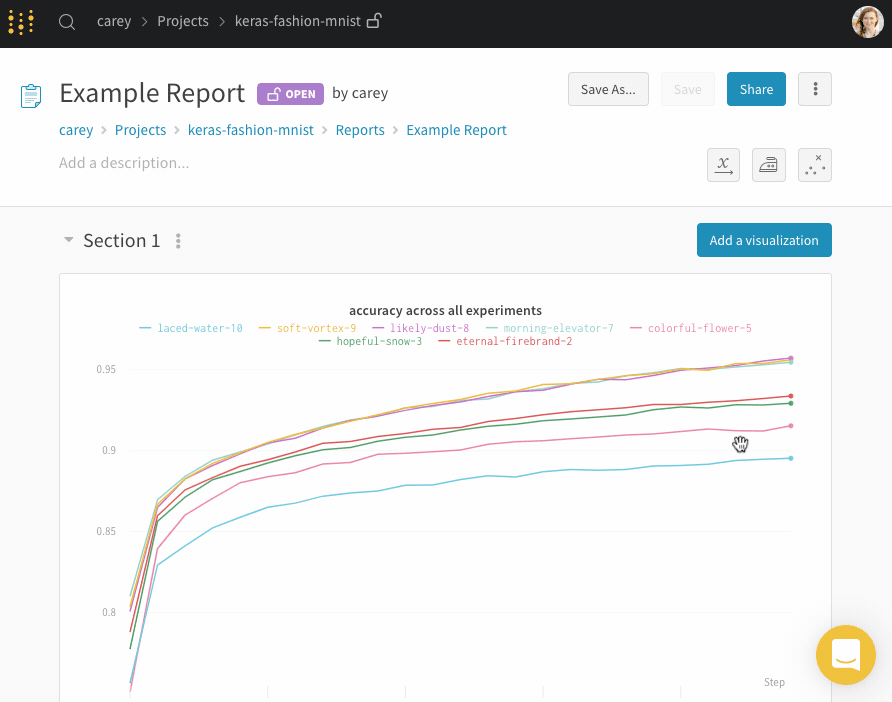 carey > Projects > keras-fashion-mnist
Example Report OPEN by carey
Save As... Save Share
carey > Projects > keras-fashion-mnist > Reports > Example Report
Add a description...
x
Section 1
Add a visualization
accuracy across all experiments
laced-water-10 soft-vortex-9 likely-dust-8 morning-elevator-7 colorful-flower-5
hopeful-snow-3 eternal-firebrand-2
0.95
0.9
0.85
0.8
Step